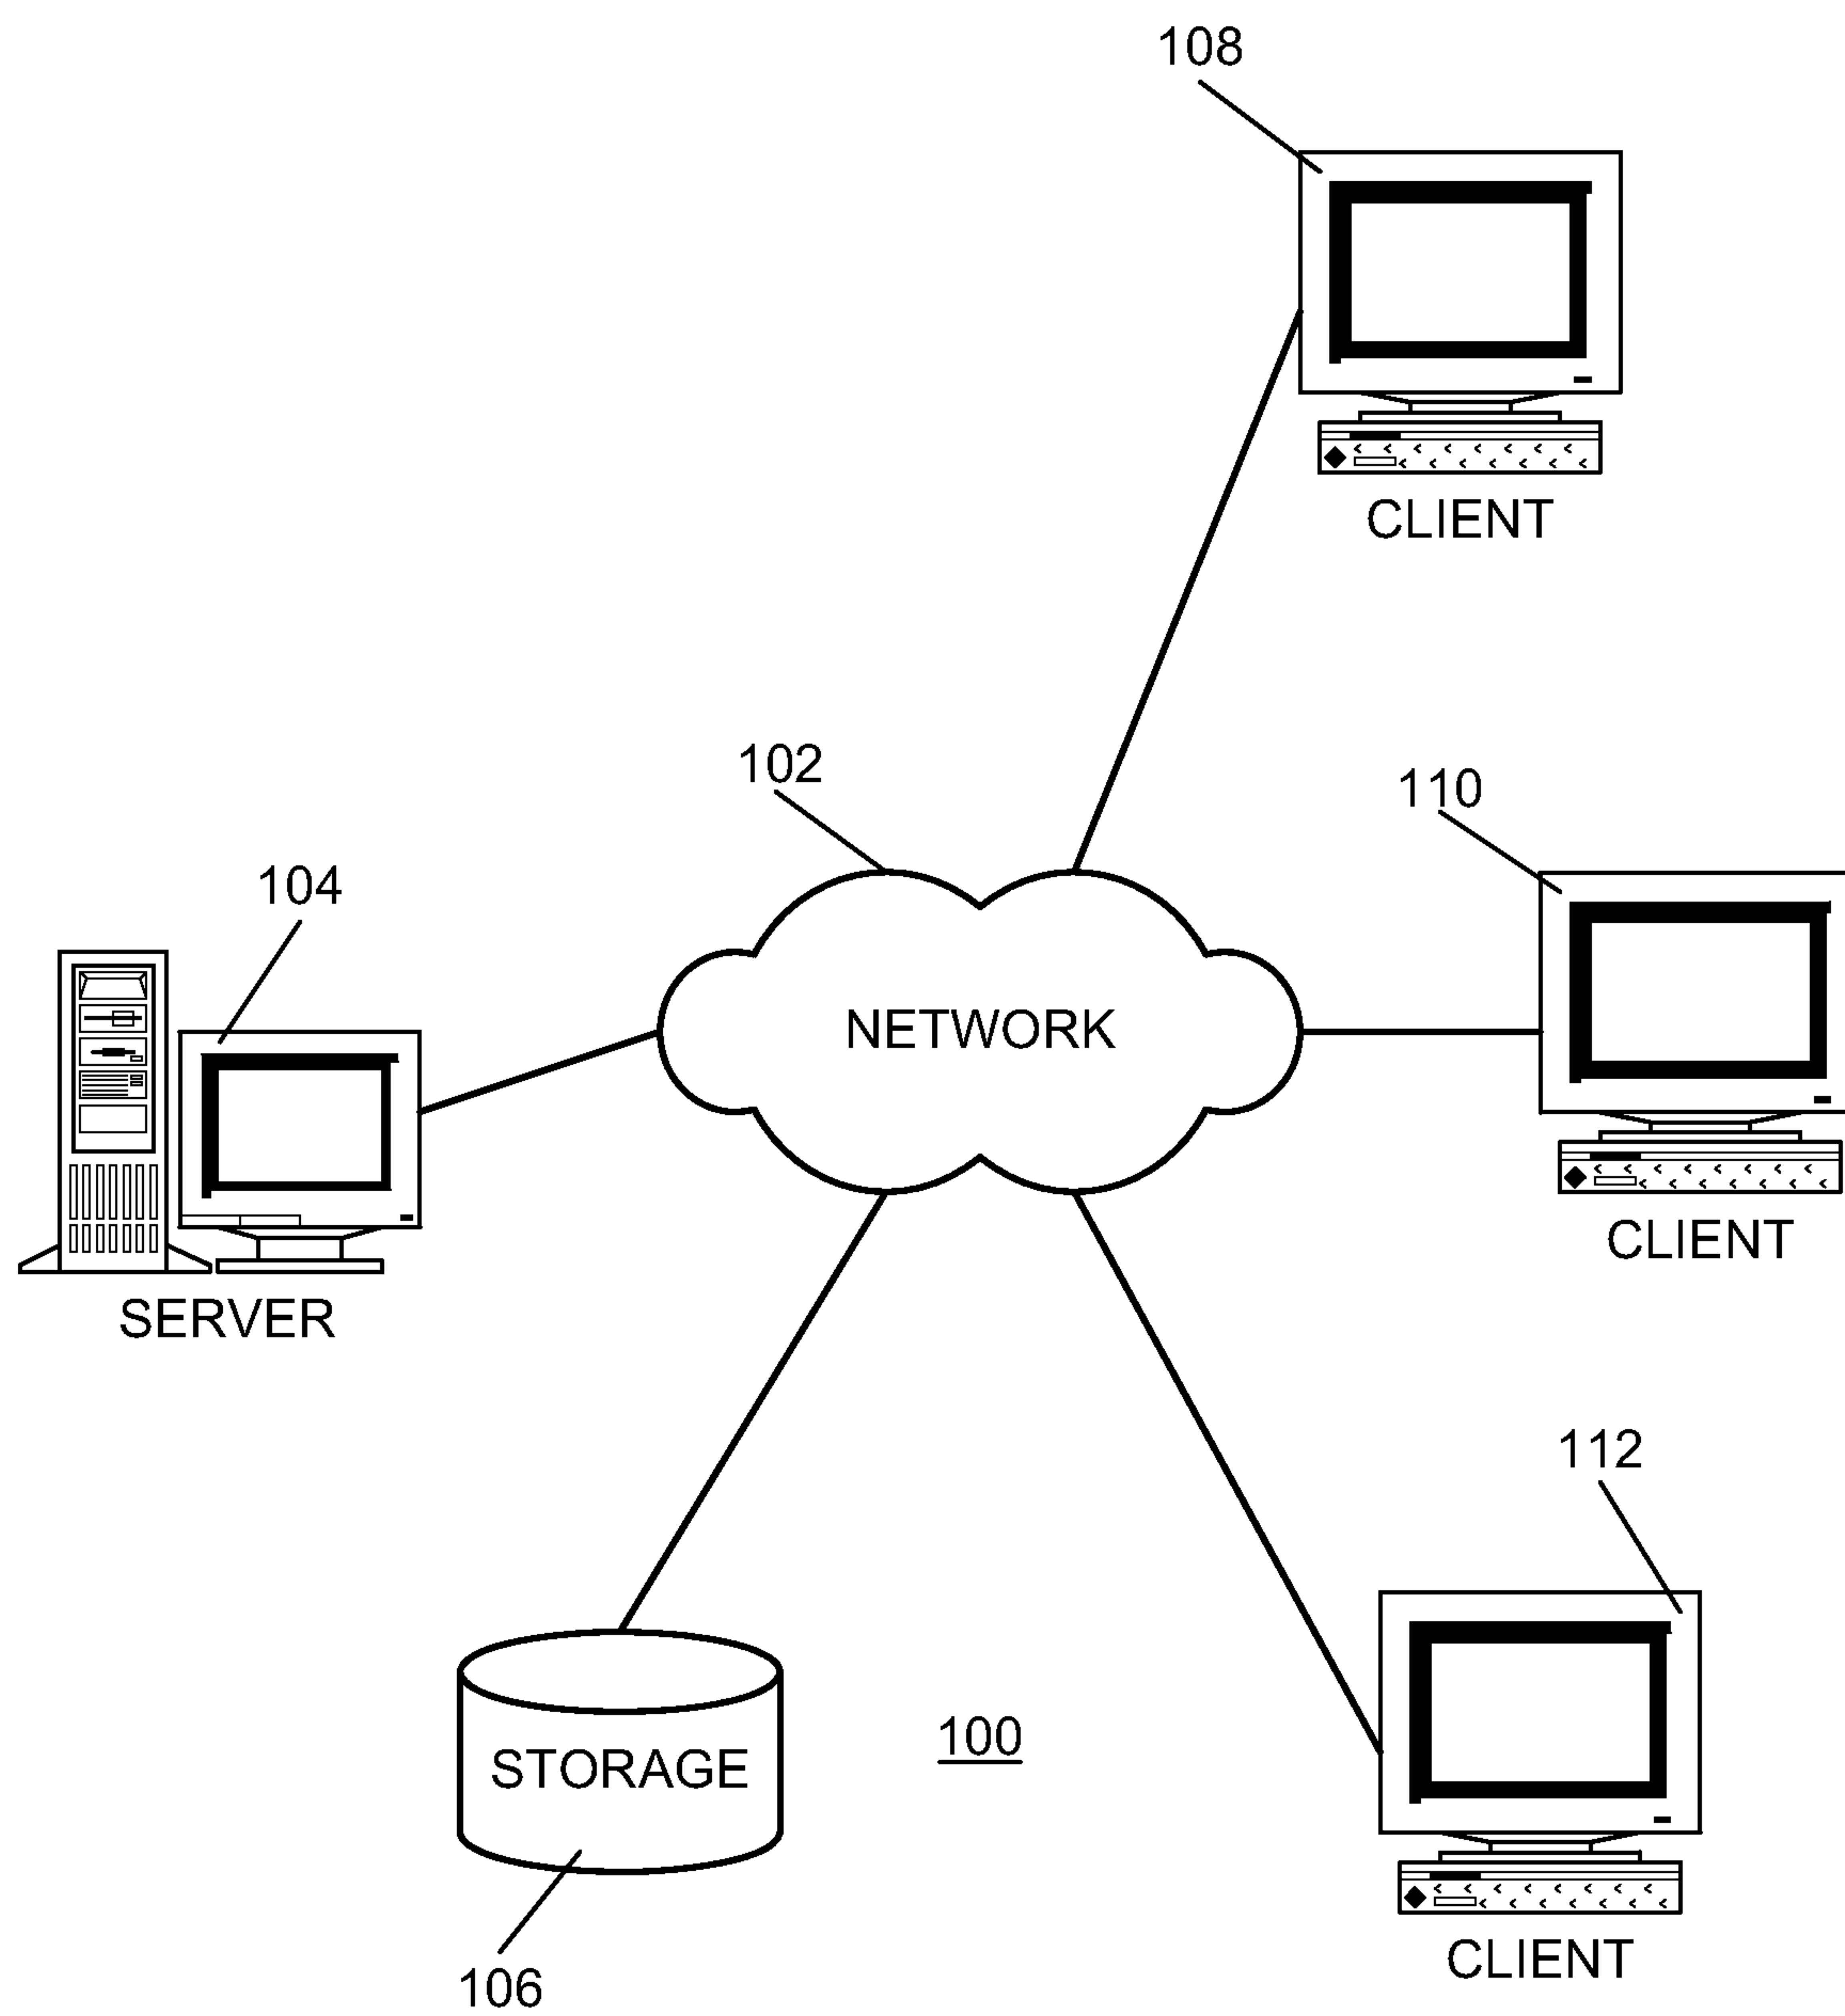 108
CLIENT
102
110
104
NETWORK
CLIENT
SERVER
112
100
STORAGE
CLIENT
106